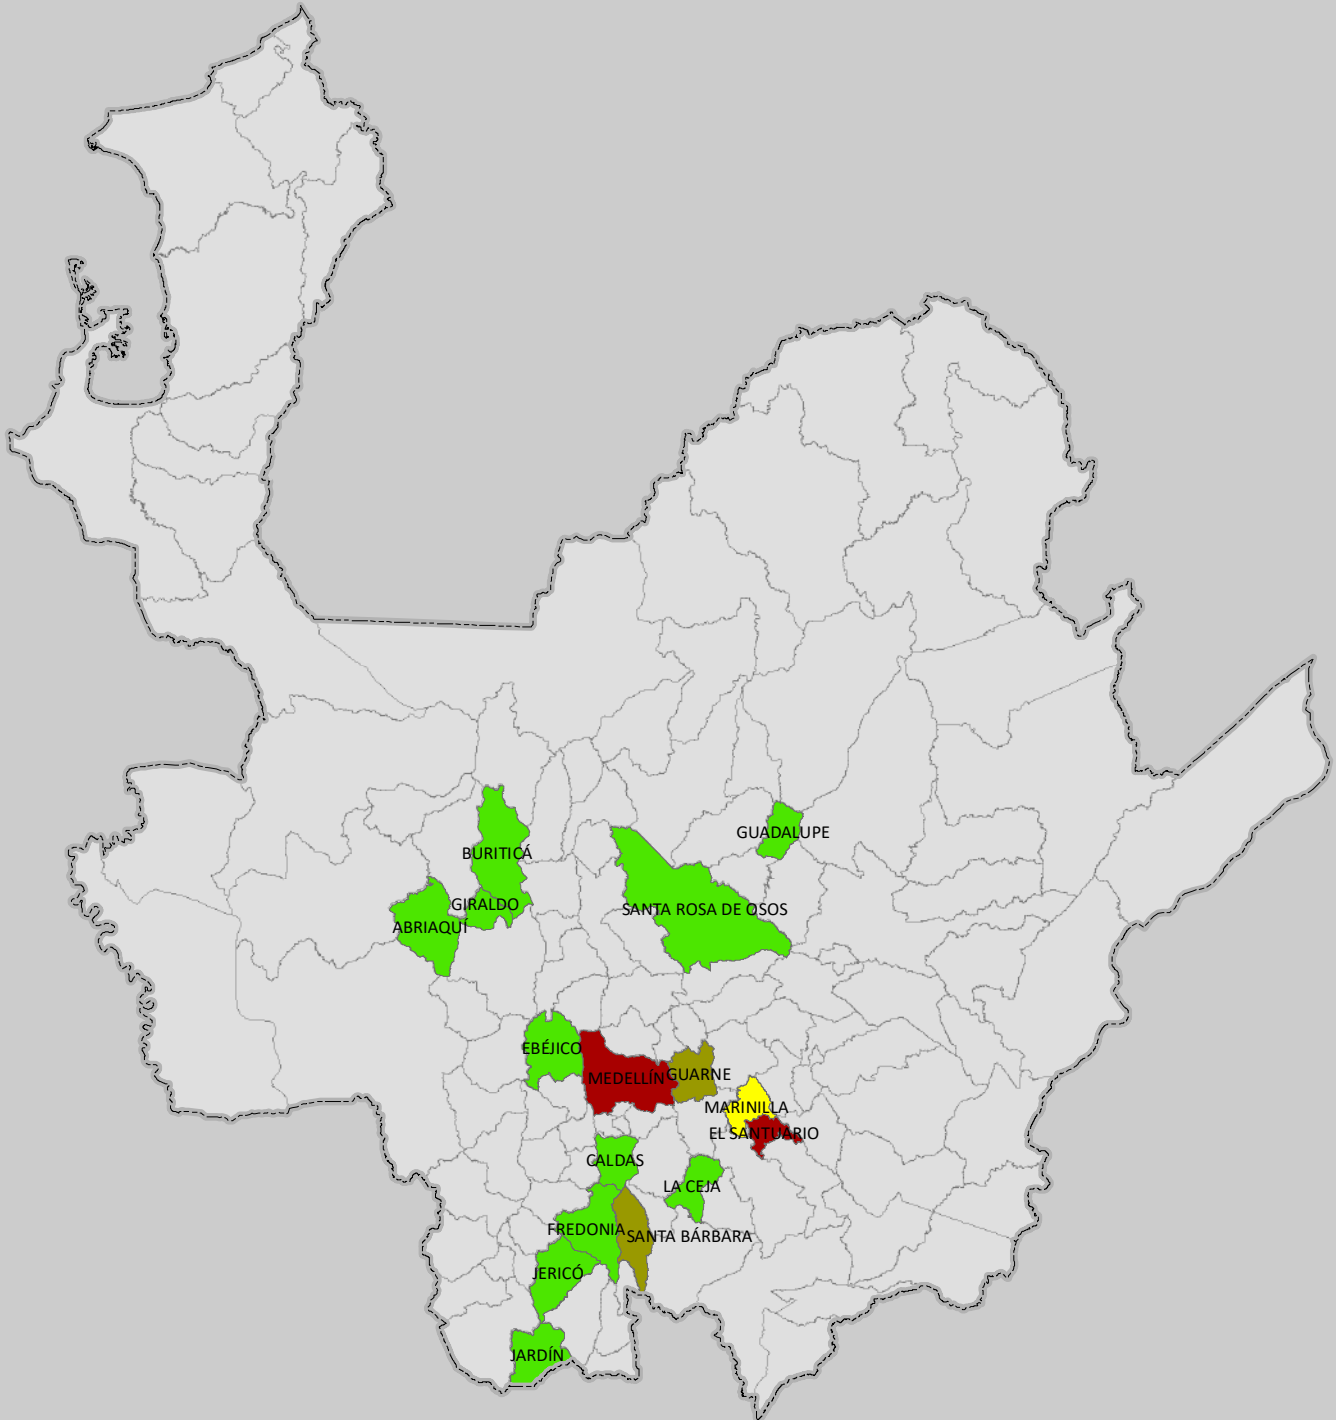 GUADALUPE
BURITICÁ
GIRALDO
SANTA ROSA DE OSOS
ABRIAQUÍ
EBÉJICO
MEDELLÍN
GUARNE
MARINILLA
EL SANTUARIO
CALDAS
LA CEJA
FREDONIA
SANTA BÁRBARA
JERICÓ
JARDÍN